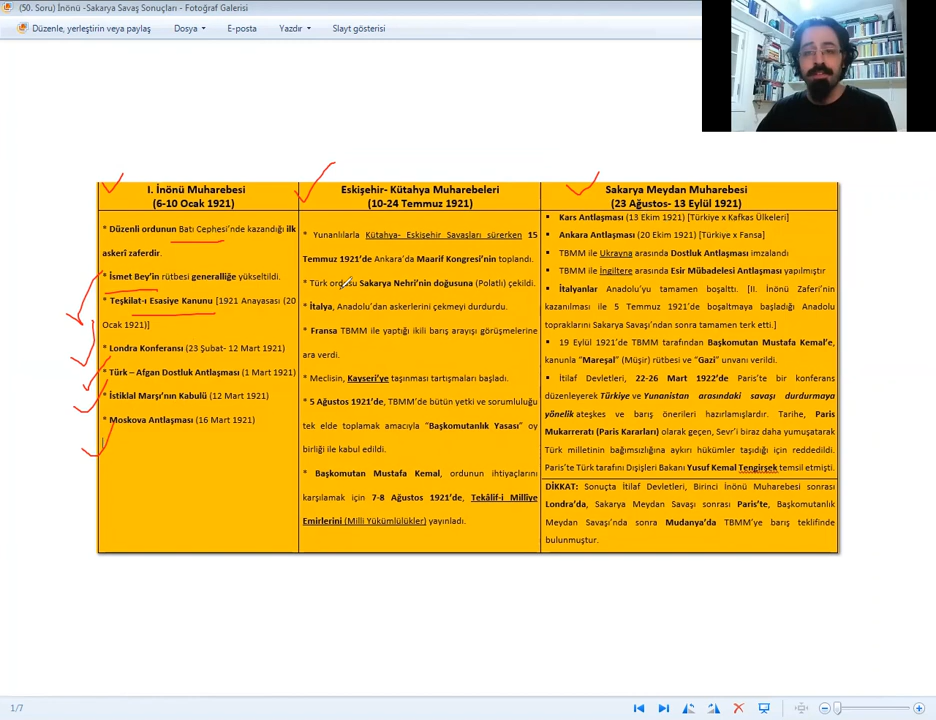 (50. Soru) İnönü -Sakarya Savaş Sonuçları - Fotoğraf Galerisi
Düzenle, yerleştirin veya paylaş Dosya E-posta Yazdır Slayt gösterisi
I. İnönü Muharebesi
(6-10 Ocak 1921)
* Düzenli ordunun Batı Cephesi'nde kazandığı ilk
askerî zaferdir.
* İsmet Bey'in rütbesi generalliğe yükseltildi.
* Teşkilat-ı Esasiye Kanunu [1921 Anayasası (20
Ocak 1921)]
* Londra Konferansı (23 Şubat- 12 Mart 1921)
* Türk – Afgan Dostluk Antlaşması (1 Mart 1921)
* İstiklal Marşı'nın Kabulü (12 Mart 1921)
* Moskova Antlaşması (16 Mart 1921)
Eskişehir- Kütahya Muharebeleri
(10-24 Temmuz 1921)
* Yunanlılarla Kütahya- Eskişehir Savaşları sürerken 15
Temmuz 1921'de Ankara'da Maarif Kongresi'nin toplandı.
* Türk ordusu Sakarya Nehri'nin doğusuna (Polatlı) çekildi.
* İtalya, Anadolu'dan askerlerini çekmeyi durdurdu.
* Fransa TBMM ile yaptığı ikili barış arayışı görüşmelerine
ara verdi.
* Meclisin, Kayseri'ye taşınması tartışmaları başladı.
* 5 Ağustos 1921'de, TBMM'de bütün yetki ve sorumluluğu
tek elde toplamak amacıyla "Başkomutanlık Yasası" oy
birliği ile kabul edildi.
* Başkomutan Mustafa Kemal, ordunun ihtiyaçlarını
karşılamak için 7-8 Ağustos 1921'de, Tekâlif-i Milliye
Emirlerini (Milli Yükümlülükler) yayınladı.
Sakarya Meydan Muharebesi
(23 Ağustos- 13 Eylül 1921)
* Kars Antlaşması (13 Ekim 1921) [Türkiye x Kafkas Ülkeleri]
* Ankara Antlaşması (20 Ekim 1921) [Türkiye x Fansa]
* TBMM ile Ukrayna arasında Dostluk Antlaşması imzalandı
* TBMM ile İngiltere arasında Esir Mübadelesi Antlaşması yapılmıştır
* İtalyanlar Anadolu'yu tamamen boşalttı. [II. İnönü Zaferi'nin
kazanılması ile 5 Temmuz 1921'de boşaltmaya başladığı Anadolu
topraklarını Sakarya Savaşı'ndan sonra tamamen terk etti.]
* 19 Eylül 1921'de TBMM tarafından Başkomutan Mustafa Kemal'e,
kanunla "Mareşal" (Müşir) rütbesi ve "Gazi" unvanı verildi.
* İtilaf Devletleri, 22-26 Mart 1922'de Paris'te bir konferans
düzenleyerek Türkiye ve Yunanistan arasındaki savaşı durdurmaya
yönelik ateşkes ve barış önerileri hazırlamışlardır. Tarihe, Paris
Mukarreratı (Paris Kararları) olarak geçen, Sevr'i biraz daha yumuşatarak
Türk milletinin bağımsızlığına aykırı hükümler taşıdığı için reddedildi.
Paris'te Türk tarafını Dışişleri Bakanı Yusuf Kemal Tengirşek temsil etmişti.
DİKKAT: Sonuçta İtilaf Devletleri, Birinci İnönü Muharebesi sonrası
Londra'da, Sakarya Meydan Savaşı sonrası Paris'te, Başkomutanlık
Meydan Savaşı'nda sonra Mudanya'da TBMM'ye barış teklifinde
bulunmuştur.
1/7